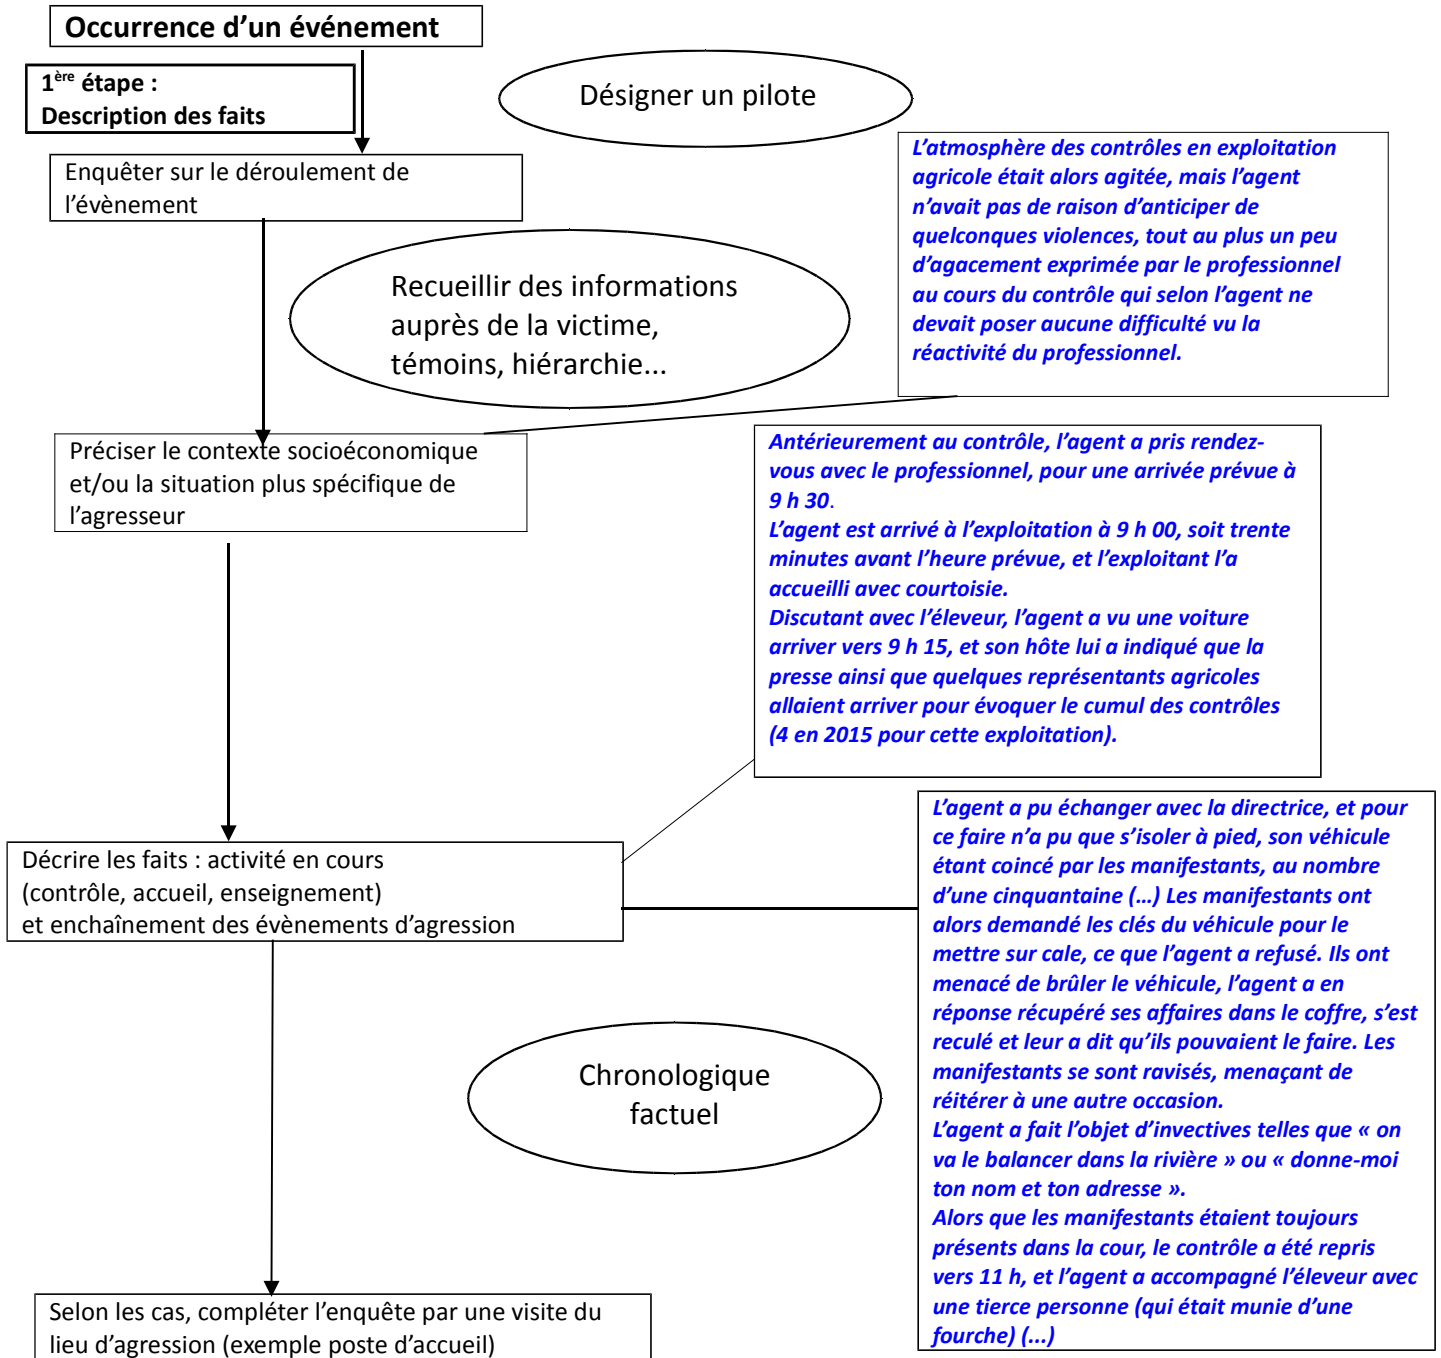 Occurrence d’un événement
1ère étape :
Description des faits
Désigner un pilote
Enquêter sur le déroulement de
l’évènement
L’atmosphère des contrôles en exploitation
agricole était alors agitée, mais l’agent
n’avait pas de raison d’anticiper de
quelconques violences, tout au plus un peu
d’agacement exprimée par le professionnel
au cours du contrôle qui selon l’agent ne
devait poser aucune difficulté vu la
réactivité du professionnel.
Recueillir des informations
auprès de la victime,
témoins, hiérarchie...
Préciser le contexte socioéconomique
et/ou la situation plus spécifique de
l’agresseur
Antérieurement au contrôle, l’agent a pris rendez-
vous avec le professionnel, pour une arrivée prévue à
9 h 30.
L’agent est arrivé à l’exploitation à 9 h 00, soit trente
minutes avant l’heure prévue, et l’exploitant l’a
accueilli avec courtoisie.
Discutant avec l’éleveur, l’agent a vu une voiture
arriver vers 9 h 15, et son hôte lui a indiqué que la
presse ainsi que quelques représentants agricoles
allaient arriver pour évoquer le cumul des contrôles
(4 en 2015 pour cette exploitation).
Décrire les faits : activité en cours
(contrôle, accueil, enseignement)
et enchaînement des évènements d’agression
L’agent a pu échanger avec la directrice, et pour
ce faire n’a pu que s’isoler à pied, son véhicule
étant coincé par les manifestants, au nombre
d’une cinquantaine (…) Les manifestants ont
alors demandé les clés du véhicule pour le
mettre sur cale, ce que l’agent a refusé. Ils ont
menacé de brûler le véhicule, l’agent a en
réponse récupéré ses affaires dans le coffre, s’est
reculé et leur a dit qu’ils pouvaient le faire. Les
manifestants se sont ravisés, menaçant de
réitérer à une autre occasion.
L’agent a fait l’objet d’invectives telles que « on
va le balancer dans la rivière » ou « donne-moi
ton nom et ton adresse ».
Alors que les manifestants étaient toujours
présents dans la cour, le contrôle a été repris
vers 11 h, et l’agent a accompagné l’éleveur avec
une tierce personne (qui était munie d’une
fourche) (...)
Chronologique
factuel
Selon les cas, compléter l’enquête par une visite du
lieu d’agression (exemple poste d’accueil)